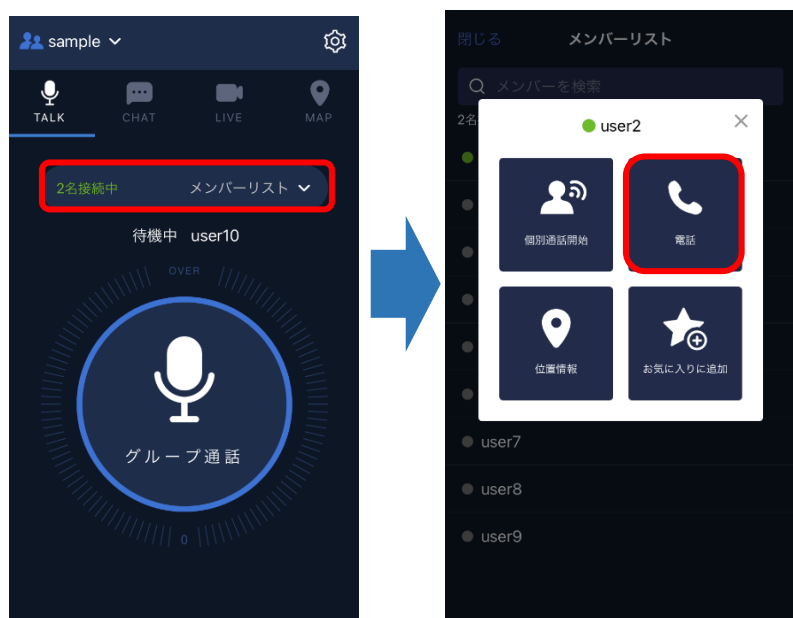 sample
TALK
CHAT
LIVE
MAP
2名接続中 メンバーリスト
待機中 user10
OVER
グループ通話
0
閉じる メンバーリスト
メンバーを検索
2名
user2
個別通話開始
電話
位置情報
お気に入りに追加
user7
user8
user9